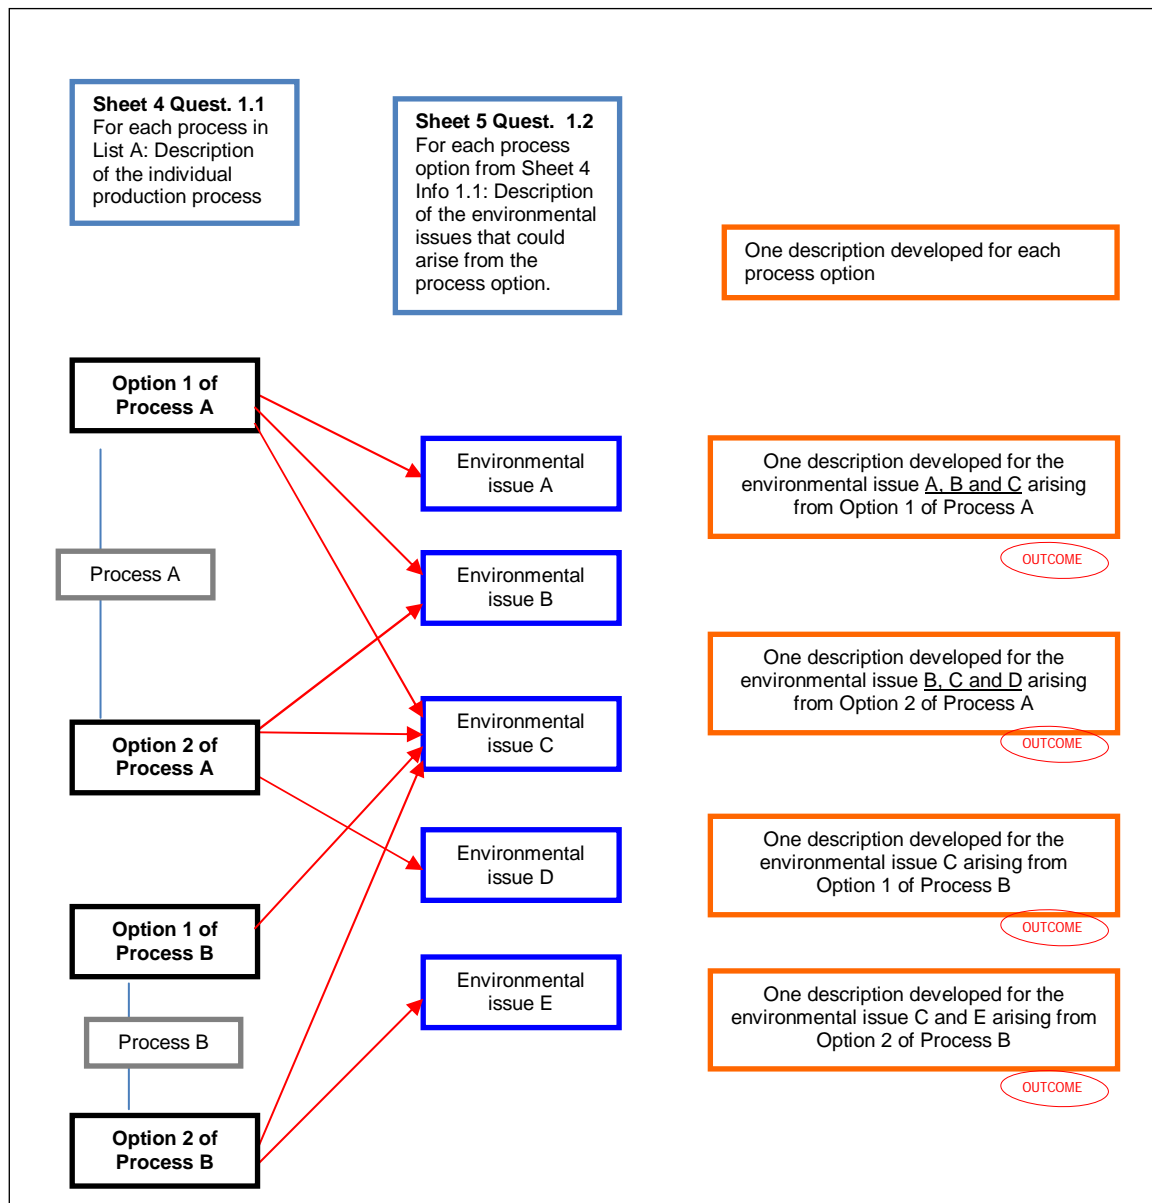 Sheet 4 Quest. 1.1
For each process in
List A: Description
of the individual
production process
Sheet 5 Quest. 1.2
For each process
option from Sheet 4
Info 1.1: Description
of the environmental
issues that could
arise from the
process option.
One description developed for each
process option
Option 1 of
Process A
Environmental
issue A
One description developed for the
environmental issue A, B and C arising
from Option 1 of Process A
OUTCOME
Process A
Environmental
issue B
One description developed for the
environmental issue B, C and D arising
from Option 2 of Process A
OUTCOME
Option 2 of
Process A
Environmental
issue C
One description developed for the
environmental issue C arising from
Option 1 of Process B
OUTCOME
Environmental
issue D
Option 1 of
Process B
Environmental
issue E
One description developed for the
environmental issue C and E arising from
Option 2 of Process B
OUTCOME
Process B
Option 2 of
Process B